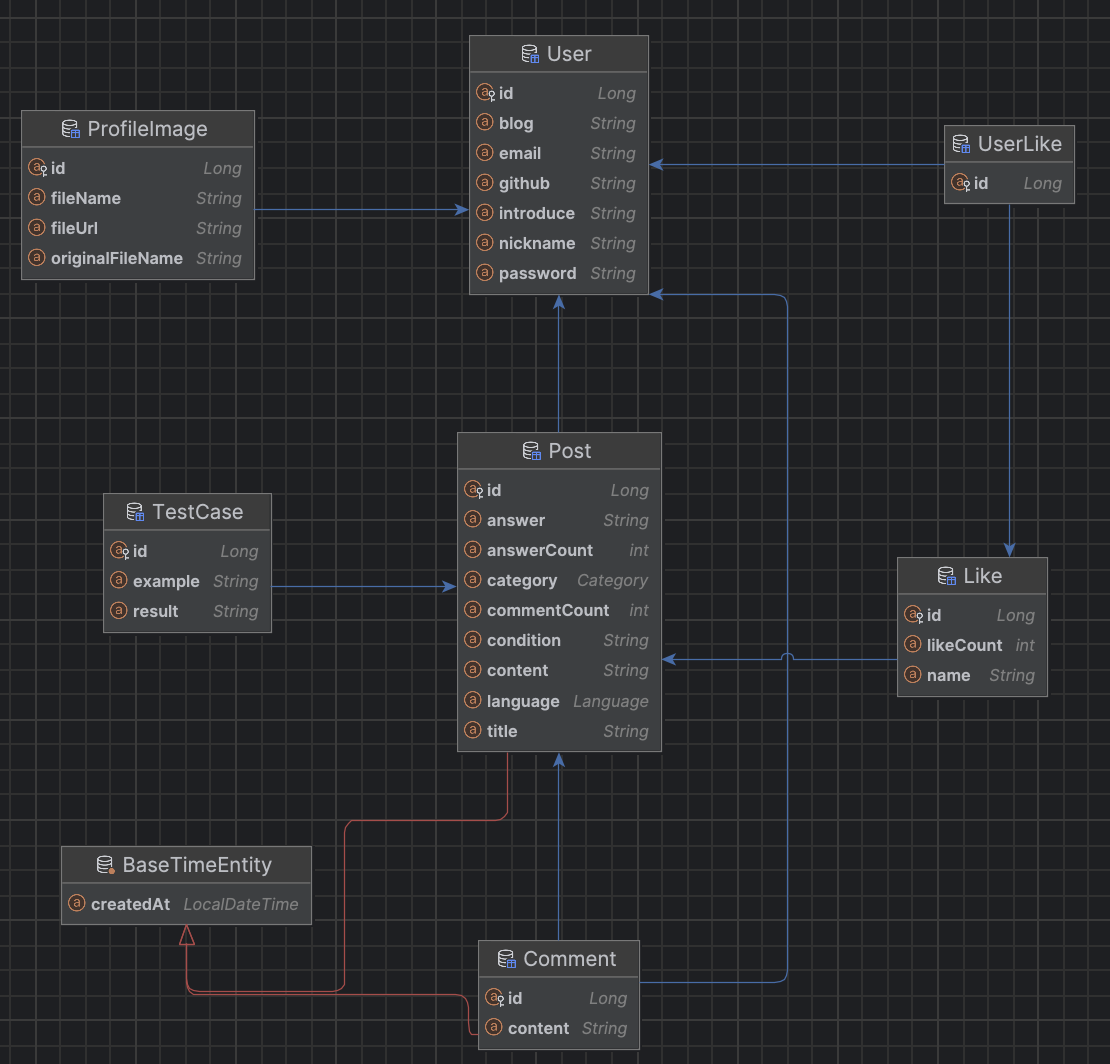 User
id Long
blog String
email String
github String
introduce String
nickname String
password String
ProfileImage
id Long
fileName String
fileUrl String
originalFileName String
UserLike
id Long
Post
id Long
answer String
answerCount int
category Category
commentCount int
condition String
content String
language Language
title String
TestCase
id Long
example String
result String
Like
id Long
likeCount int
name String
BaseTimeEntity
createdAt LocalDateTime
Comment
id Long
content String